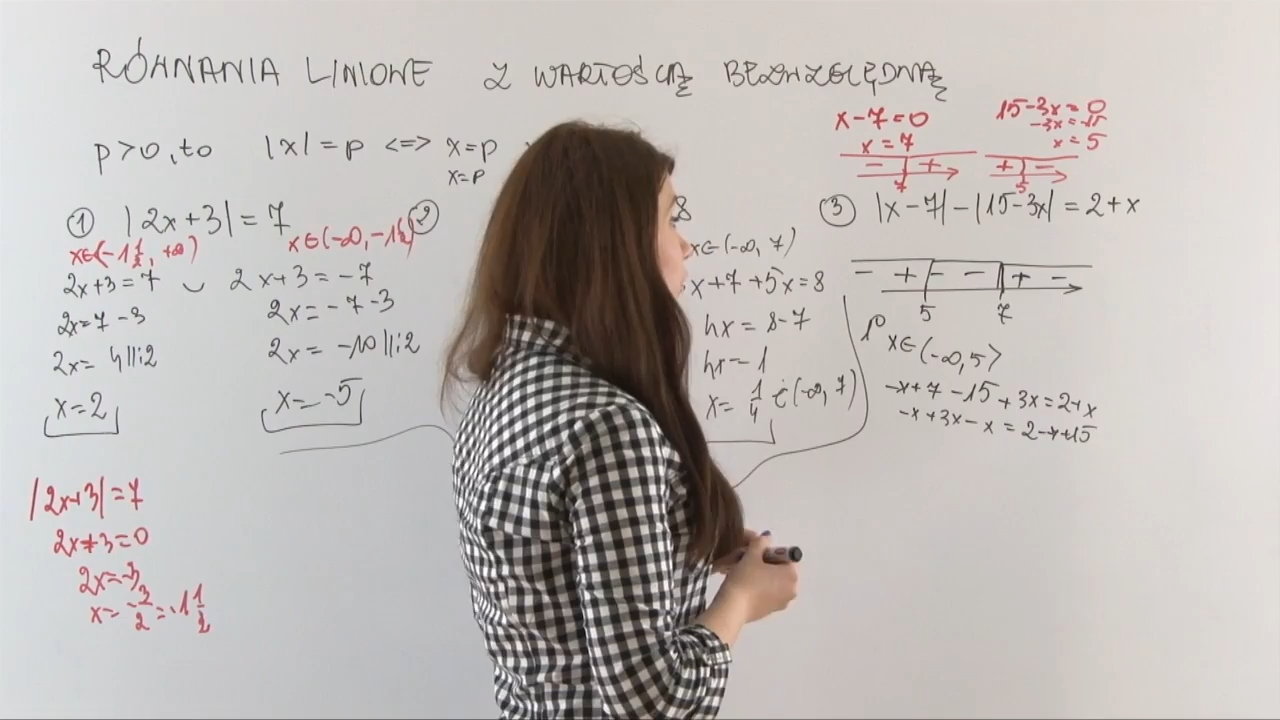 RÓWNANIA LINIOWE Z WARTOŚCIĄ BEZWZGLĘDNĄ
p>0, to |x|=p <=> x=p
x=p
① |2x+3|=7
x∈(-1½, +∞) x∈(-∞, -1½)
2x+3=7 ∪ 2x+3=-7
2x=7-3 2x=-7-3
2x=4||:2 2x=-10||:2
x=2 x=-5
|2x+3|=7
2x+3=0
2x=-3
x=-3/2=-1 1/2
②
8
x∈(-∞, 7)
x+7+5x=8
4x=8-7
4x=1
x=1/4 ∈(-∞, 7)
x-7=0
x=7
- +
7
15-3x=0
-3x=-15
x=5
+ -
5
③ |x-7|-|15-3x|=2+x
- + - - + -
5 7
1° x∈(-∞,5>
-x+7-15+3x=2+x
-x+3x-x=2-7+15